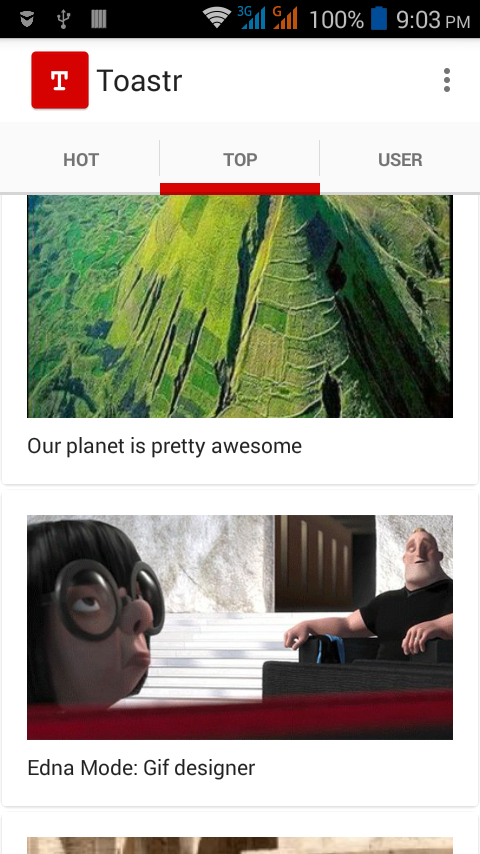 3G
G
100%
9:03 PM
T
Toastr
HOT
TOP
USER
Our planet is pretty awesome
Edna Mode: Gif designer